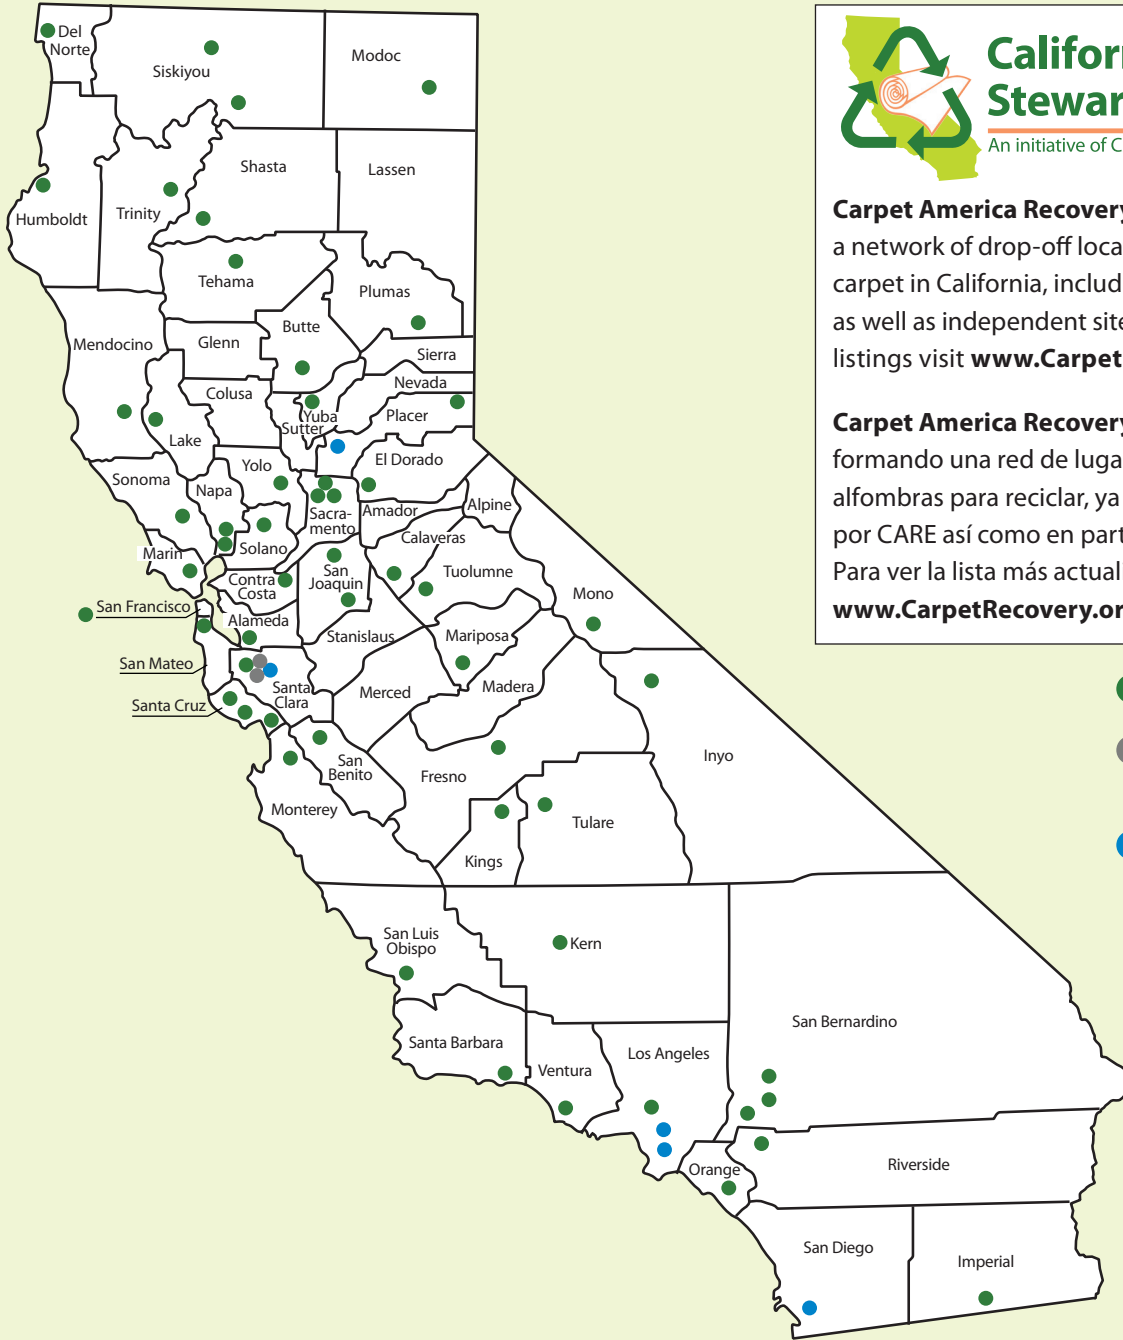 Del
Norte
Siskiyou
Modoc
Humboldt
Trinity
Shasta
Lassen
Tehama
Plumas
Mendocino
Glenn
Butte
Sierra
Colusa
Nevada
Lake
Sutter
Yuba
Placer
Sonoma
Yolo
El Dorado
Napa
Sacra-
mento
Amador
Alpine
Marin
Solano
Calaveras
Contra
Costa
San
Joaquin
Tuolumne
Mono
San Francisco
Alameda
Stanislaus
Mariposa
San Mateo
Santa
Clara
Merced
Madera
Santa Cruz
San
Benito
Fresno
Inyo
Monterey
Tulare
Kings
San Luis
Obispo
Kern
San Bernardino
Santa Barbara
Ventura
Los Angeles
Orange
Riverside
San Diego
Imperial
Californ
Stewar
An initiative of C
Carpet America Recovery
a network of drop-off loca
carpet in California, includ
as well as independent site
listings visit www.Carpet
Carpet America Recovery
formando una red de luga
alfombras para reciclar, ya
por CARE así como en part
Para ver la lista más actuali
www.CarpetRecovery.or